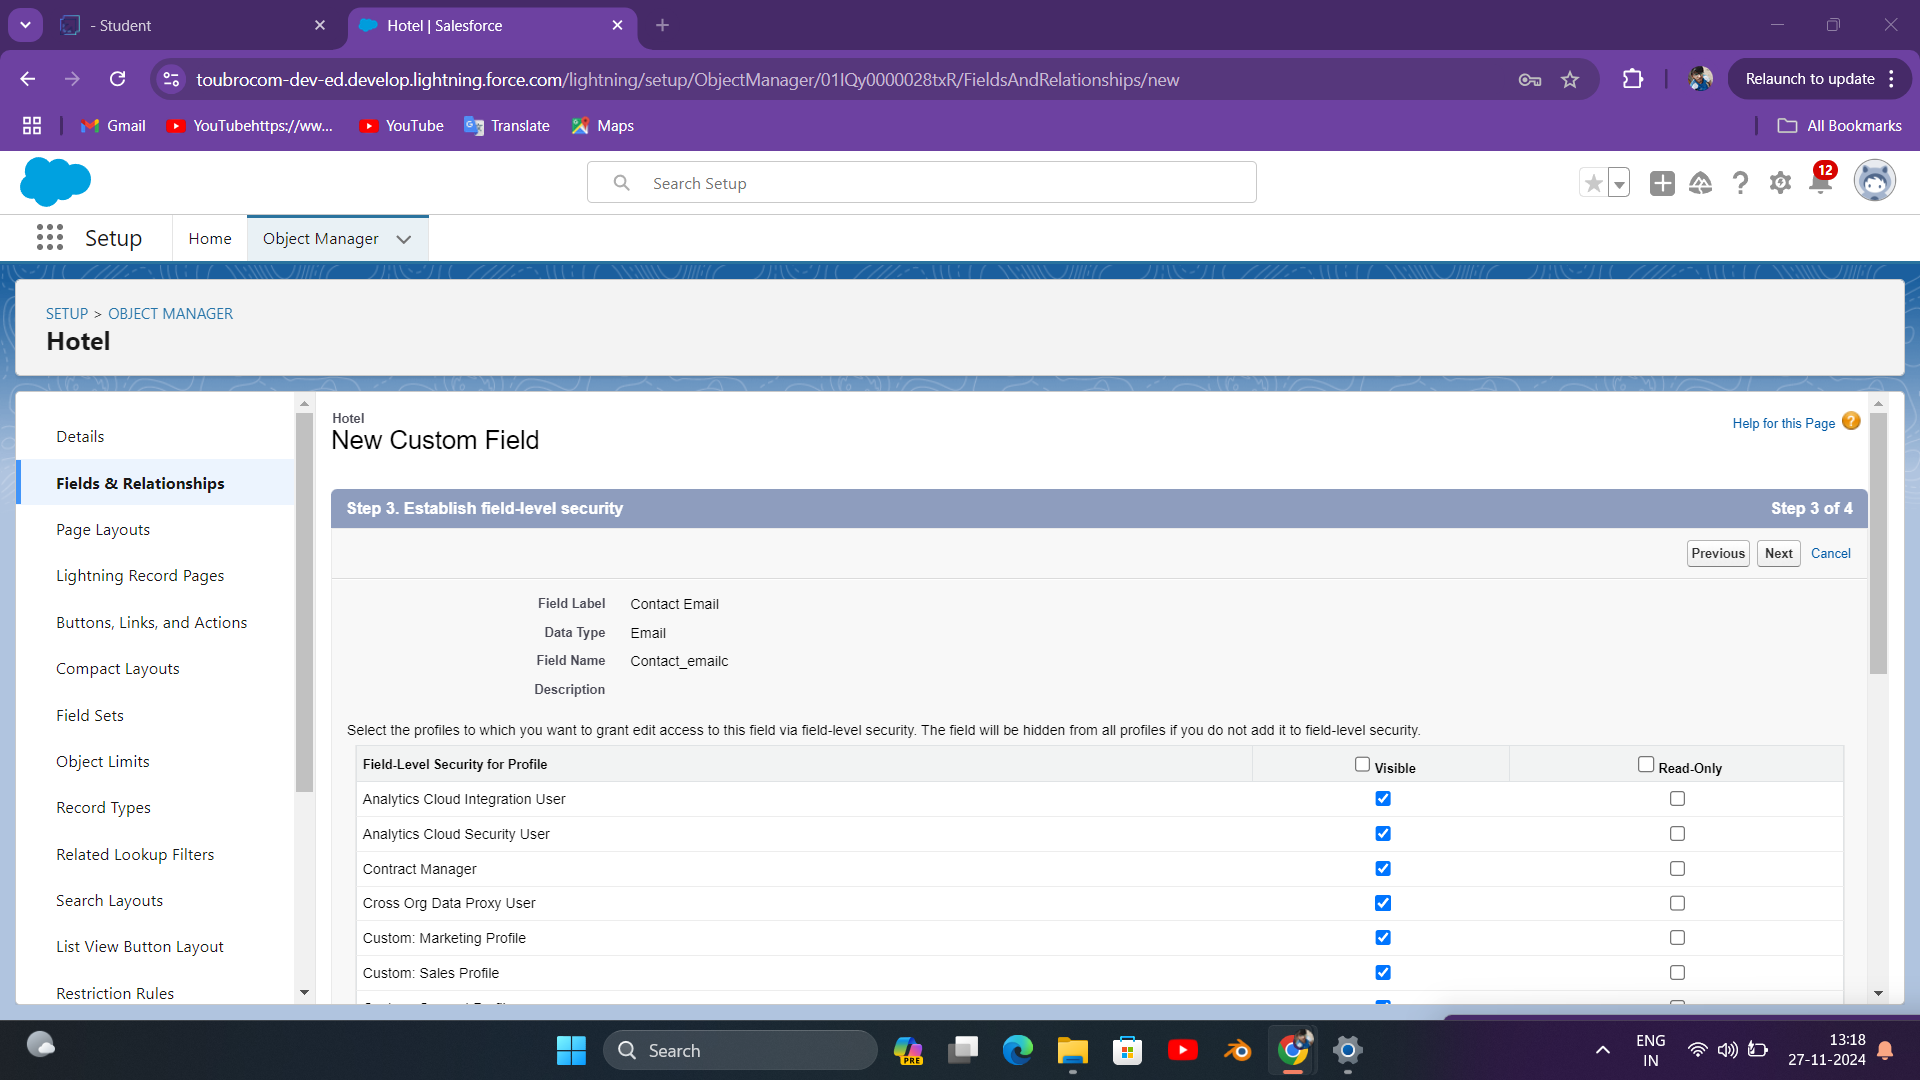 - Student
Hotel | Salesforce
toubrocom-dev-ed.develop.lightning.force.com/lightning/setup/ObjectManager/01IQy0000028txR/FieldsAndRelationships/new
Relaunch to update
Gmail
YouTubehttps://ww...
YouTube
Translate
Maps
All Bookmarks
Search Setup
12
Setup
Home
Object Manager
SETUP > OBJECT MANAGER
Hotel
Details
Fields & Relationships
Page Layouts
Lightning Record Pages
Buttons, Links, and Actions
Compact Layouts
Field Sets
Object Limits
Record Types
Related Lookup Filters
Search Layouts
List View Button Layout
Restriction Rules
Hotel
New Custom Field
Help for this Page ?
Step 3. Establish field-level security
Step 3 of 4
Previous
Next
Cancel
Field Label Contact Email
Data Type Email
Field Name Contact_emailc
Description
Select the profiles to which you want to grant edit access to this field via field-level security. The field will be hidden from all profiles if you do not add it to field-level security.
Field-Level Security for Profile
Visible
Read-Only
Analytics Cloud Integration User
Analytics Cloud Security User
Contract Manager
Cross Org Data Proxy User
Custom: Marketing Profile
Custom: Sales Profile
Search
PRE
ENG
IN
13:18
27-11-2024